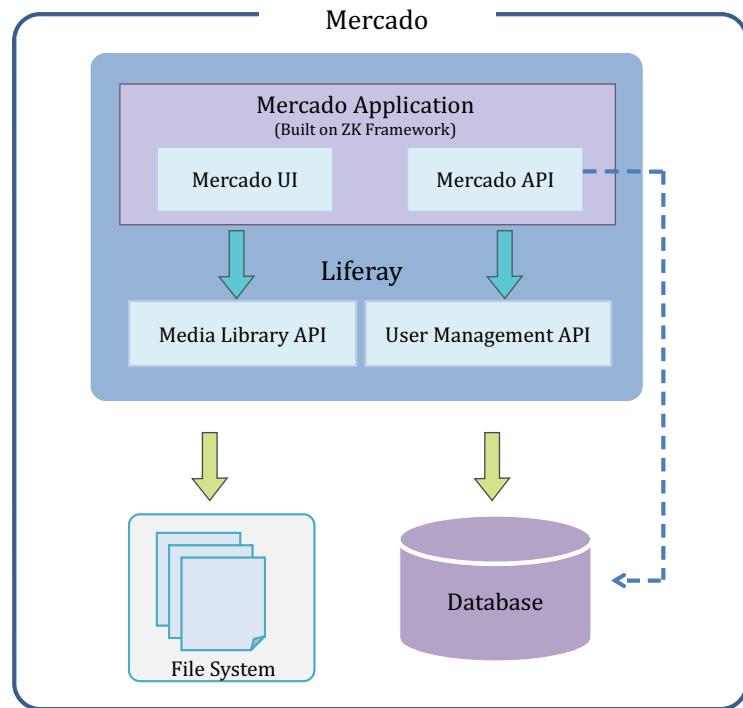 Mercado
Mercado Application
(Built on ZK Framework)
Mercado UI
Mercado API
Liferay
Media Library API
User Management API
File System
Database